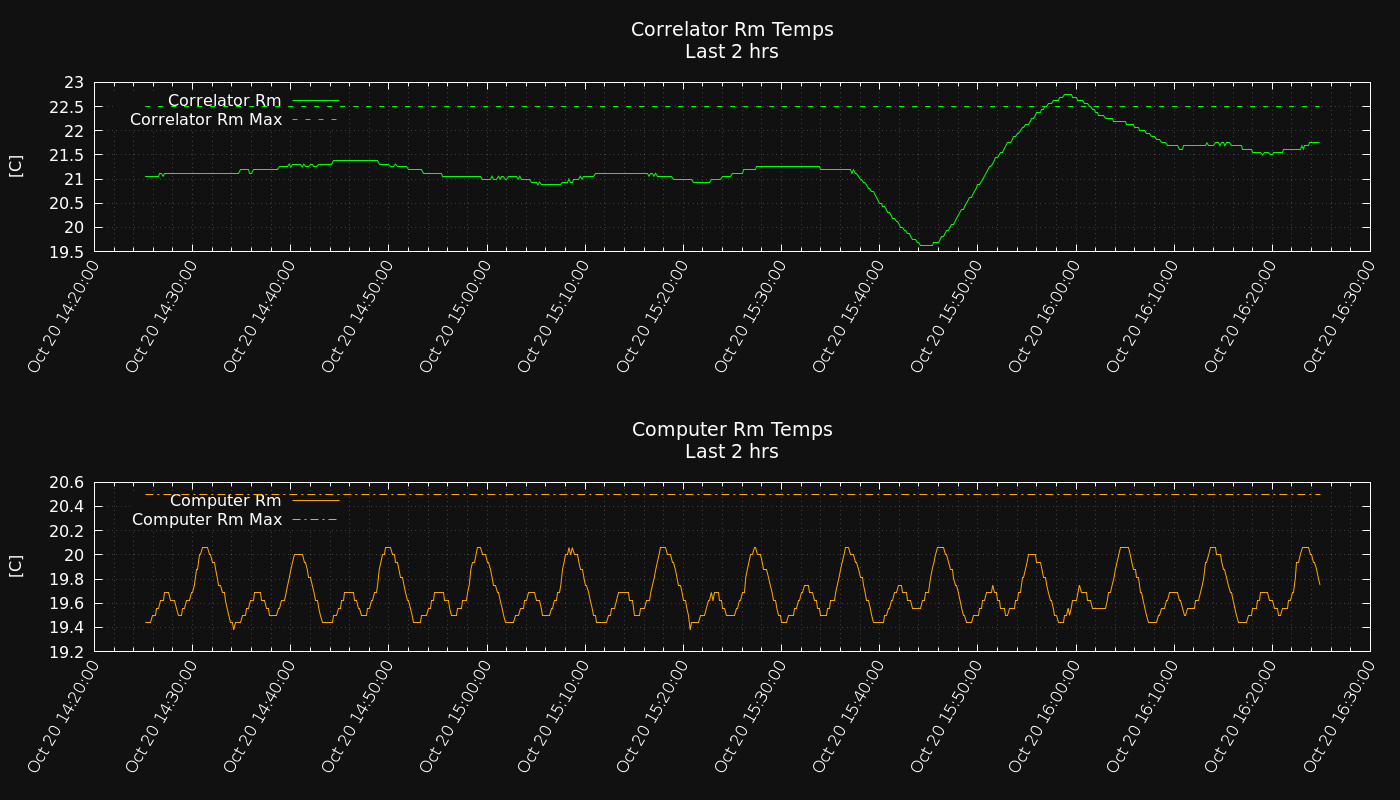 Correlator Rm Temps
Last 2 hrs
[C]
23
22.5
22
21.5
21
20.5
20
19.5
Correlator Rm
Correlator Rm Max
Oct 20 14:20:00
Oct 20 14:30:00
Oct 20 14:40:00
Oct 20 14:50:00
Oct 20 15:00:00
Oct 20 15:10:00
Oct 20 15:20:00
Oct 20 15:30:00
Oct 20 15:40:00
Oct 20 15:50:00
Oct 20 16:00:00
Oct 20 16:10:00
Oct 20 16:20:00
Oct 20 16:30:00
Computer Rm Temps
Last 2 hrs
[C]
20.6
20.4
20.2
20
19.8
19.6
19.4
19.2
Computer Rm
Computer Rm Max
Oct 20 14:20:00
Oct 20 14:30:00
Oct 20 14:40:00
Oct 20 14:50:00
Oct 20 15:00:00
Oct 20 15:10:00
Oct 20 15:20:00
Oct 20 15:30:00
Oct 20 15:40:00
Oct 20 15:50:00
Oct 20 16:00:00
Oct 20 16:10:00
Oct 20 16:20:00
Oct 20 16:30:00